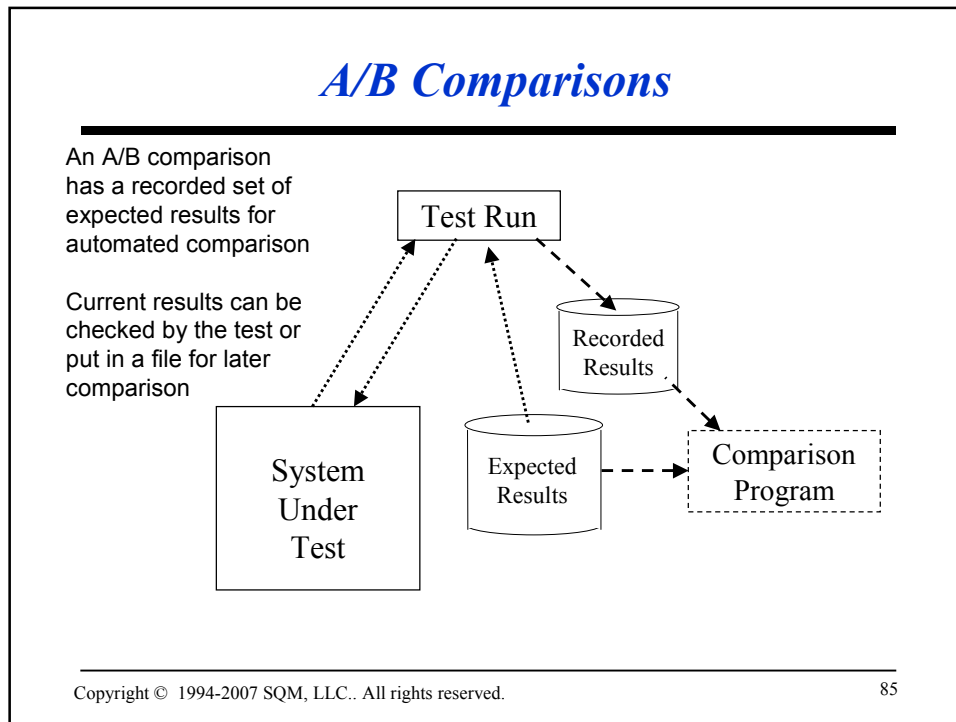 A/B Comparisons
An A/B comparison
has a recorded set of
expected results for
automated comparison
Current results can be
checked by the test or
put in a file for later
comparison
Test Run
Recorded
Results
System
Under
Test
Expected
Results
Comparison
Program
Copyright © 1994-2007 SQM, LLC.. All rights reserved.
85